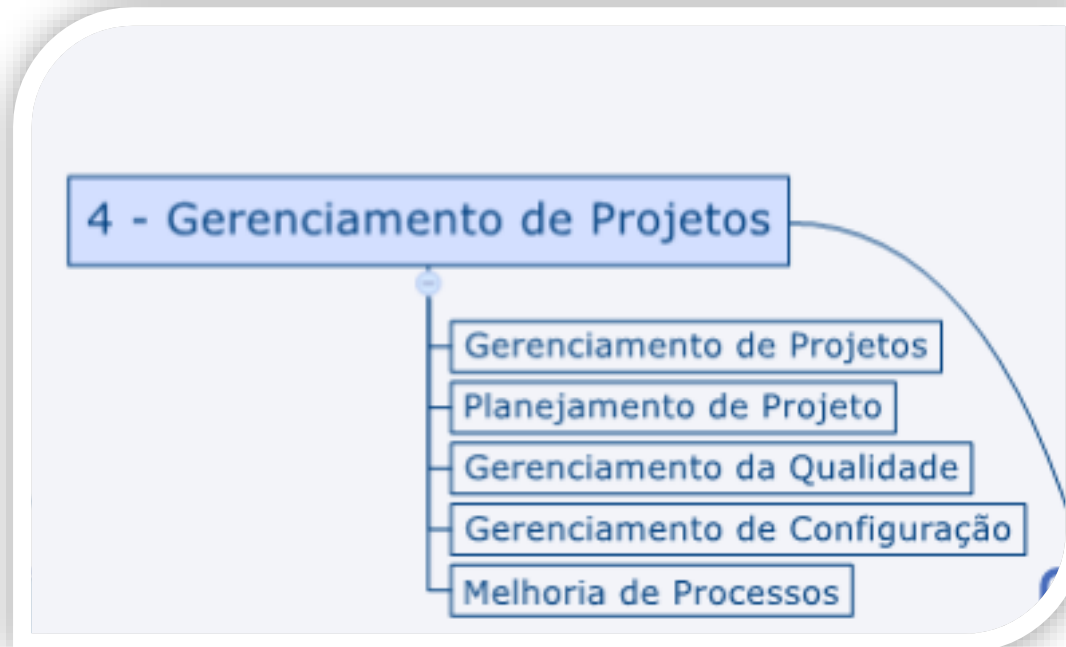 4 - Gerenciamento de Projetos
Gerenciamento de Projetos
Planejamento de Projeto
Gerenciamento da Qualidade
Gerenciamento de Configuração
Melhoria de Processos